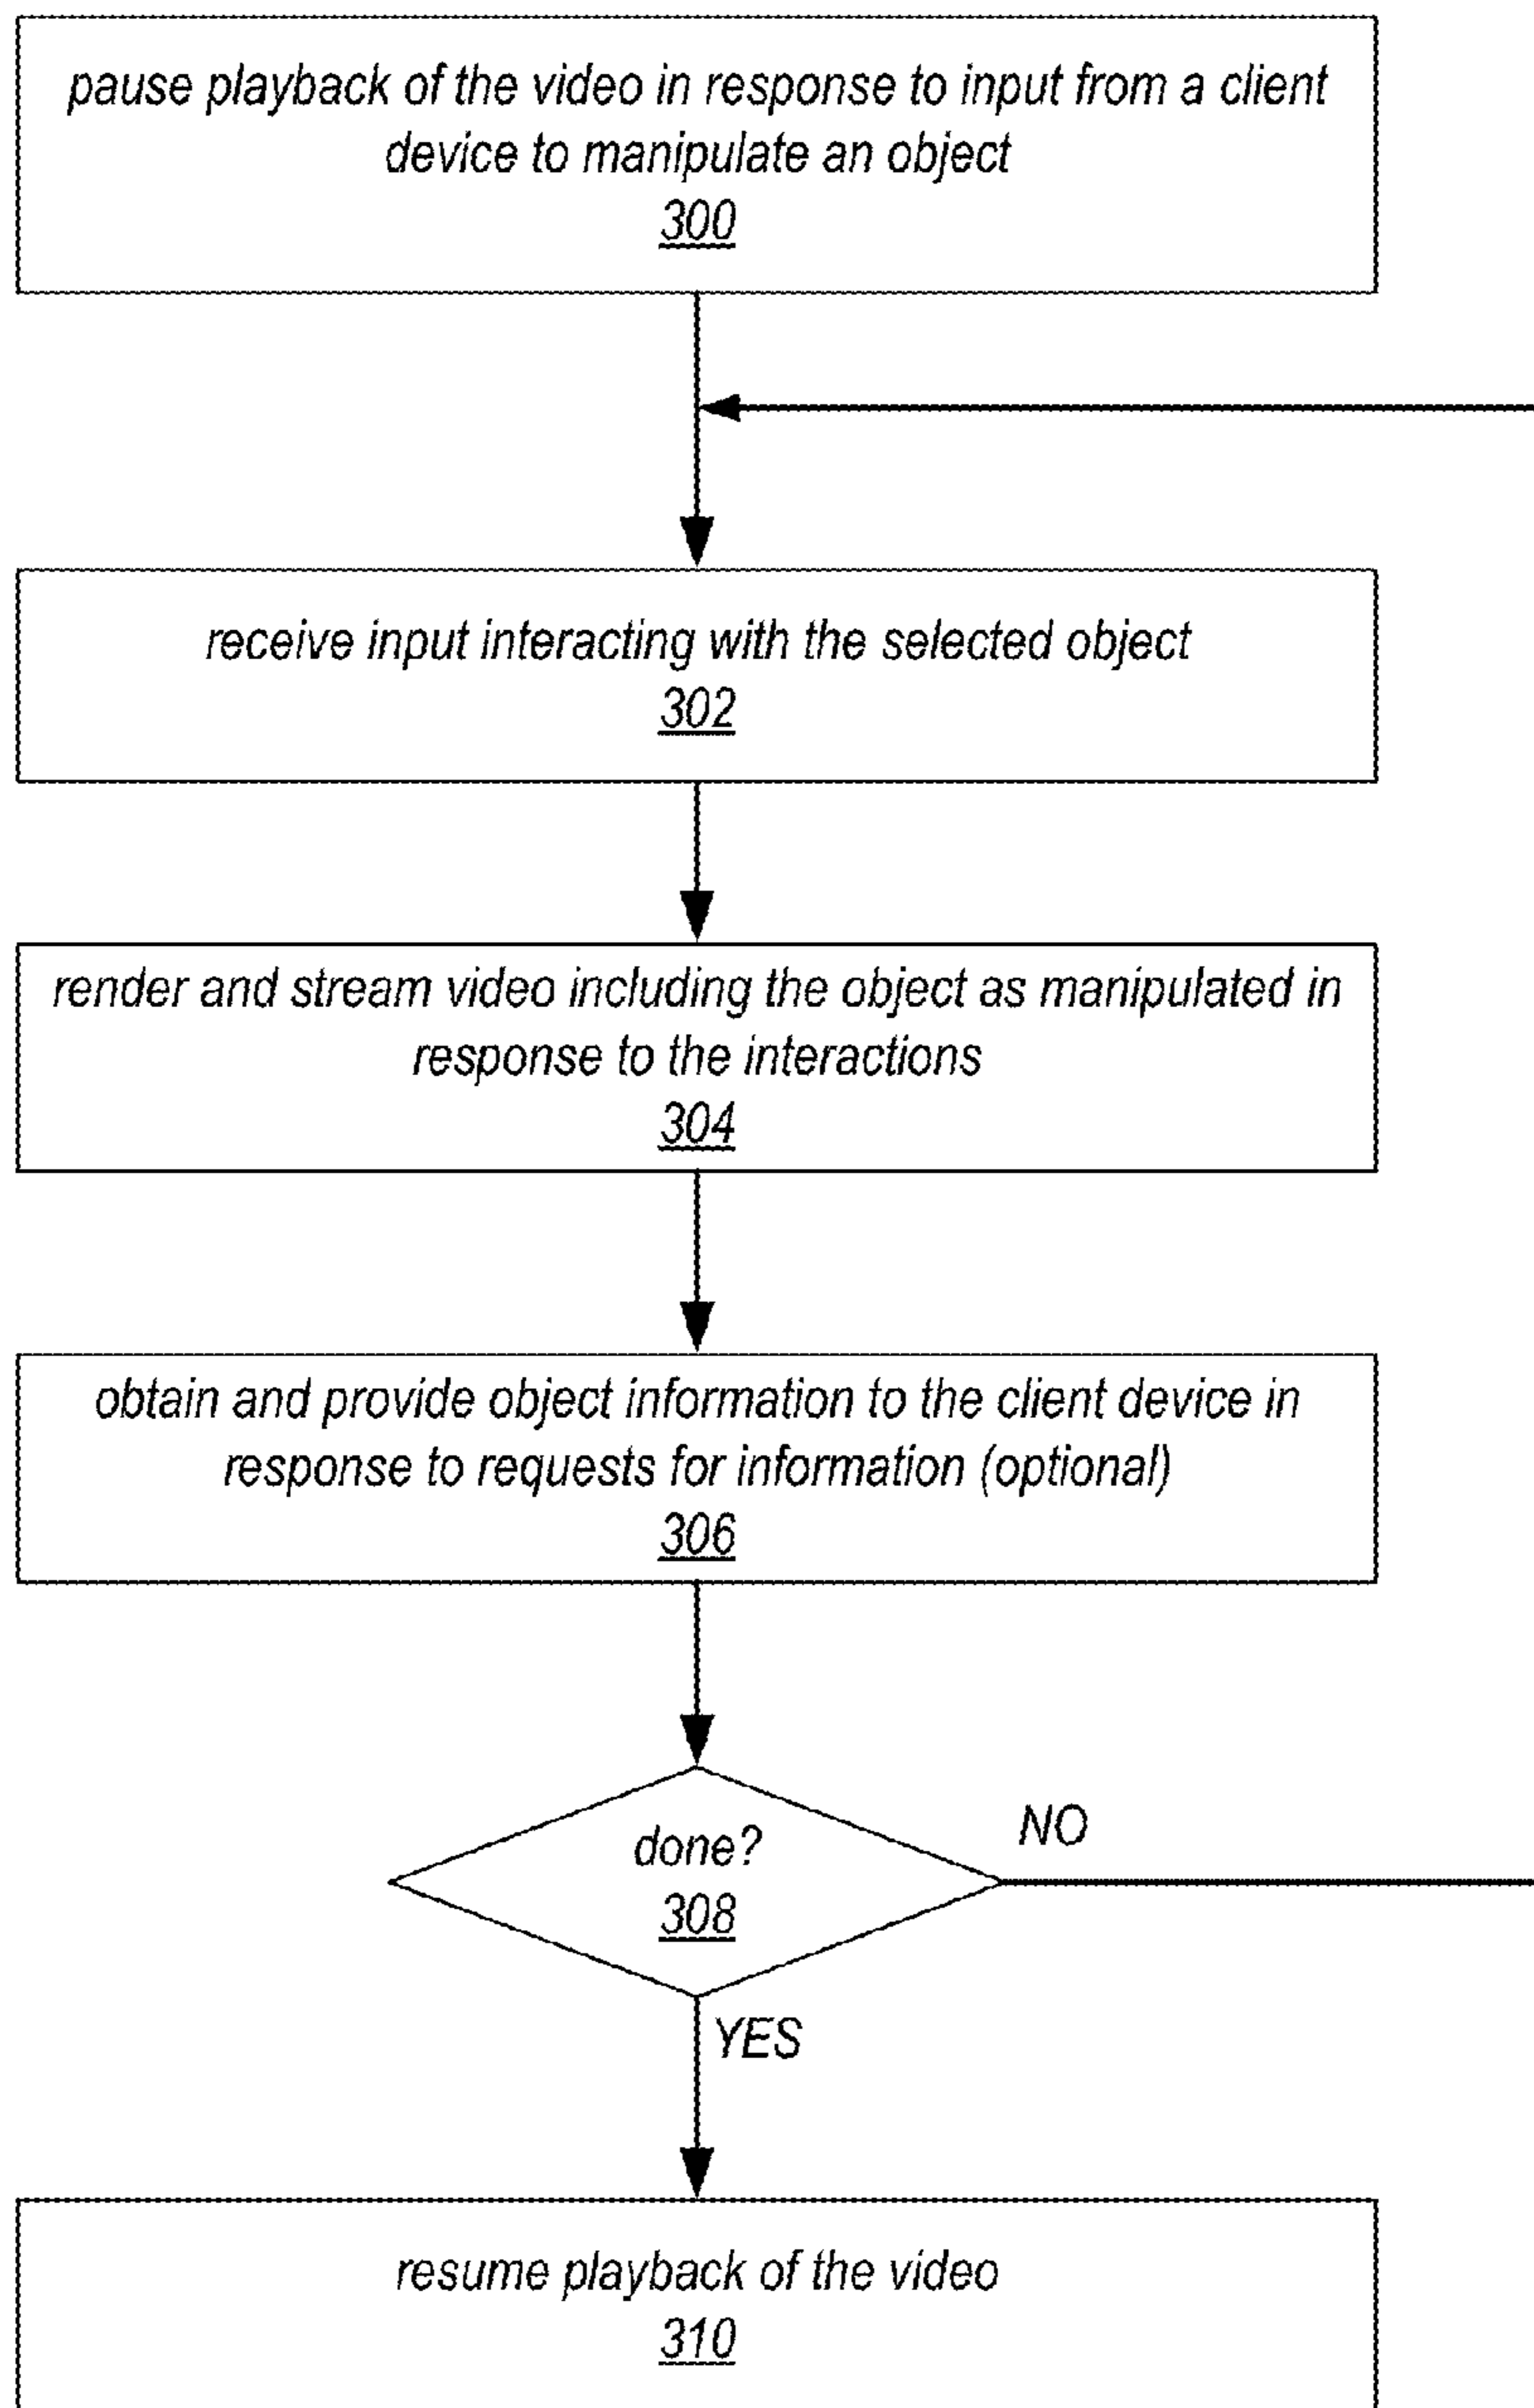 pause playback of the video in response to input from a client
device to manipulate an object
300
receive input interacting with the selected object
302
render and stream video including the object as manipulated in
response to the interactions
304
obtain and provide object information to the client device in
response to requests for information (optional)
306
done?
308
NO
YES
resume playback of the video
310